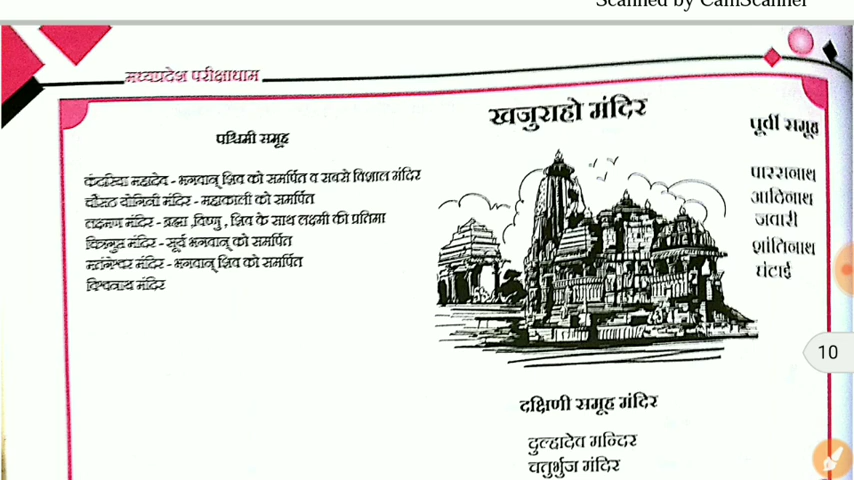 Scanned by CamScanner
मध्यप्रदेश परीक्षाधाम
खजुराहो मंदिर
पश्चिमी समूह
कंदरिया महादेव - भगवान् शिव को समर्पित व सबसे विशाल मंदिर
चौंसठ योगिनी मंदिर - महाकाली को समर्पित
लक्ष्मण मंदिर - ब्रह्मा ,विष्णु , शिव के साथ लक्ष्मी की प्रतिमा
चित्रगुप्त मंदिर - सूर्य भगवान् को समर्पित
मतंगेश्वर मंदिर - भगवान् शिव को समर्पित
विश्वनाथ मंदिर
पूर्वी समूह
पारसनाथ
आदिनाथ
जवारी
शांतिनाथ
घंटाई
10
दक्षिणी समूह मंदिर
दुल्हादेव मन्दिर
चतुर्भुज मंदिर